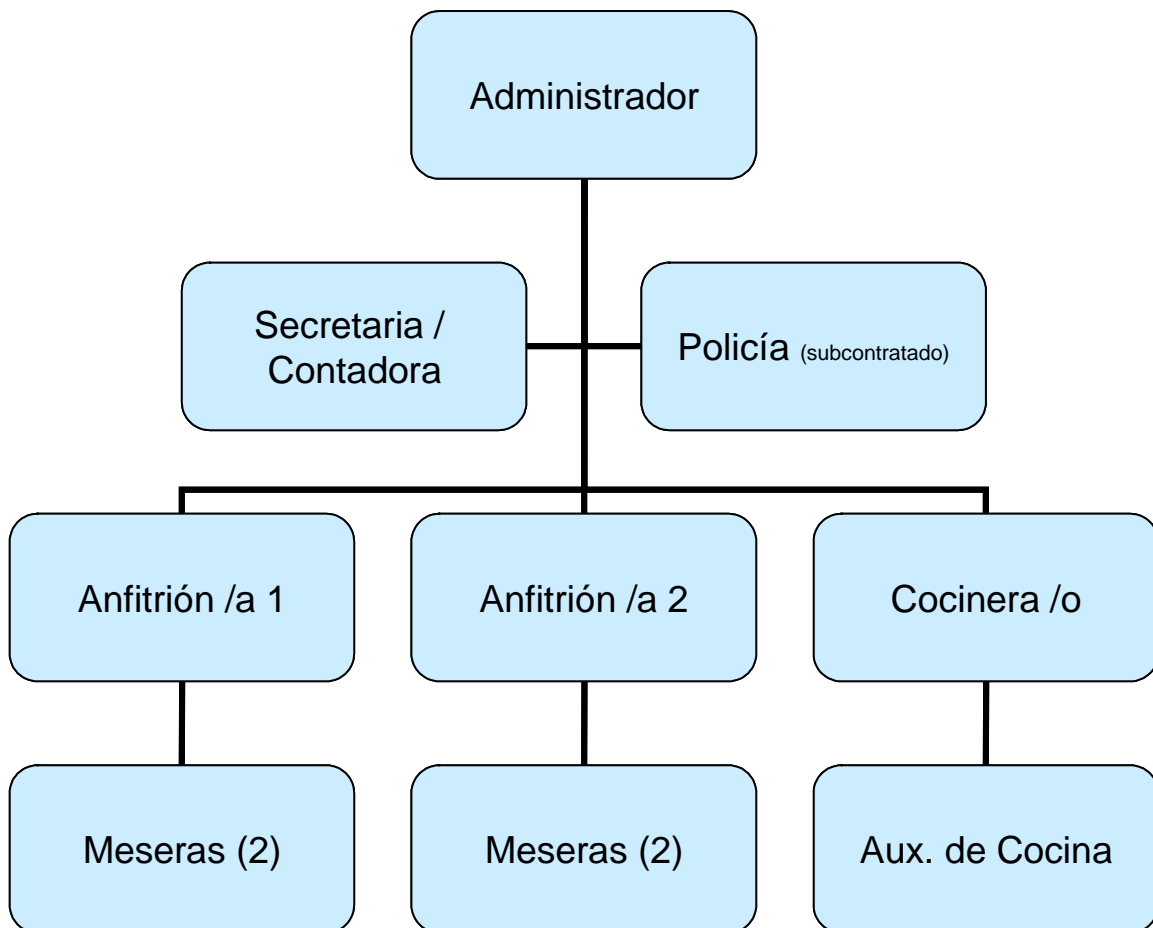 Administrador
Secretaria /
Contadora
Policía (subcontratado)
Anfitrión /a 1
Anfitrión /a 2
Cocinera /o
Meseras (2)
Meseras (2)
Aux. de Cocina